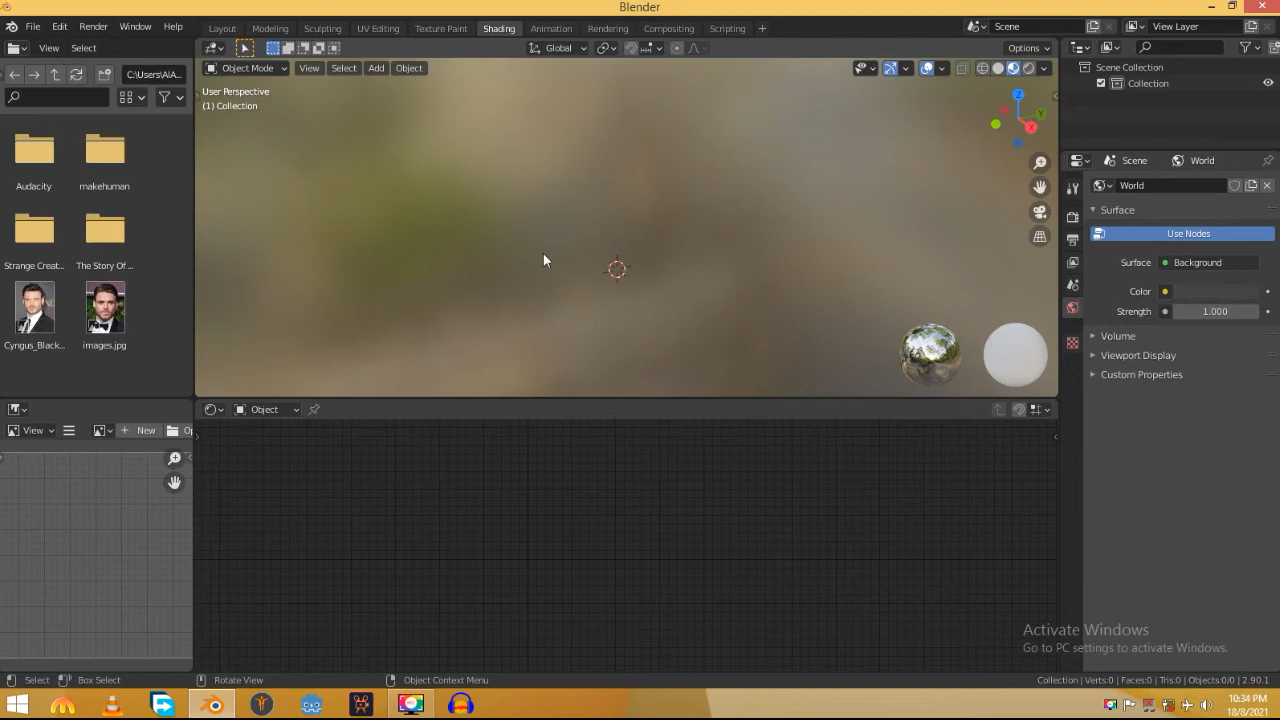 Blender
File Edit Render Window Help
Layout Modeling Sculpting UV Editing Texture Paint Shading Animation Rendering Compositing Scripting +
Scene
View Layer
View Select
Global
Options
C:\Users\AIA...
Object Mode View Select Add Object
User Perspective
(1) Collection
Z
Y
X
Scene Collection
Collection
Scene World
World
Surface
Use Nodes
Surface Background
Color
Strength 1.000
Volume
Viewport Display
Custom Properties
Audacity makehuman
Strange Creat... The Story Of ...
Cyngus_Black... images.jpg
Object
View + New Op
Activate Windows
Go to PC settings to activate Windows.
Select Box Select Rotate View Object Context Menu
Collection | Verts:0 | Faces:0 | Tris:0 | Objects:0/0 | 2.90.1
10:34 PM
18/8/2021